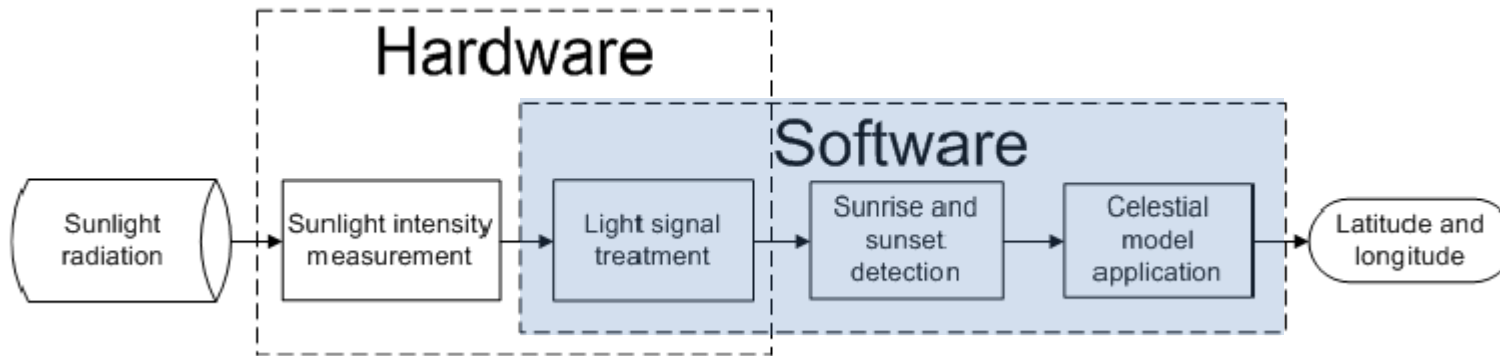 Hardware
Software
Sunlight
radiation
Sunlight intensity
measurement
Light signal
treatment
Sunrise and
sunset
detection
Celestial
model
application
Latitude and
longitude